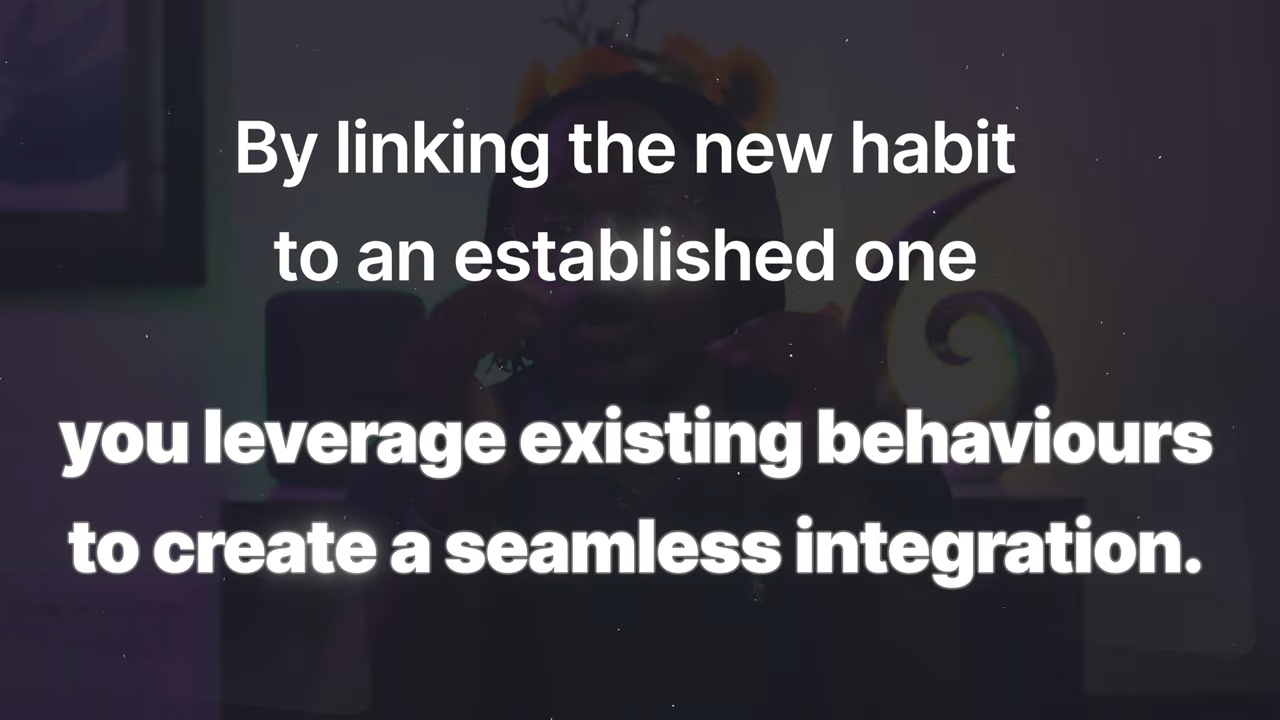 By linking the new habit
to an established one
you leverage existing behaviours
to create a seamless integration.